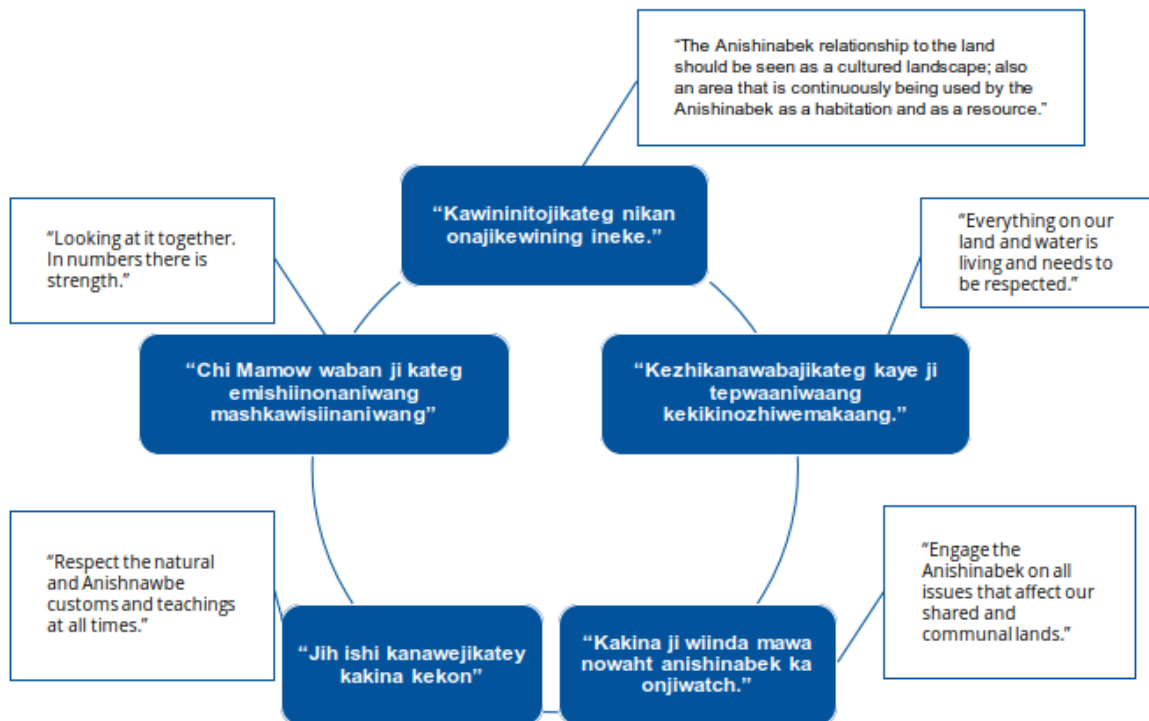 “The Anishinabek relationship to the land
should be seen as a cultured landscape; also
an area that is continuously being used by the
Anishinabek as a habitation and as a resource.”
“Kawininitojikateg nikan
onajikewining ineke.”
“Looking at it together.
In numbers there is
strength.”
“Everything on our
land and water is
living and needs to
be respected.”
“Chi Mamow waban ji kateg
emishiinonaniwang
mashkawisiinaniwang”
“Kezhikanawabajikateg kaye ji
tepwaaniwaang
kekikinozhiwemakaang.”
“Respect the natural
and Anishnawbe
customs and teachings
at all times.”
“Engage the
Anishinabek on all
issues that affect our
shared and
communal lands.”
“Jih ishi kanawejikatey
kakina kekon”
“Kakina ji wiinda mawa
nowaht anishinabek ka
onjiwatch.”